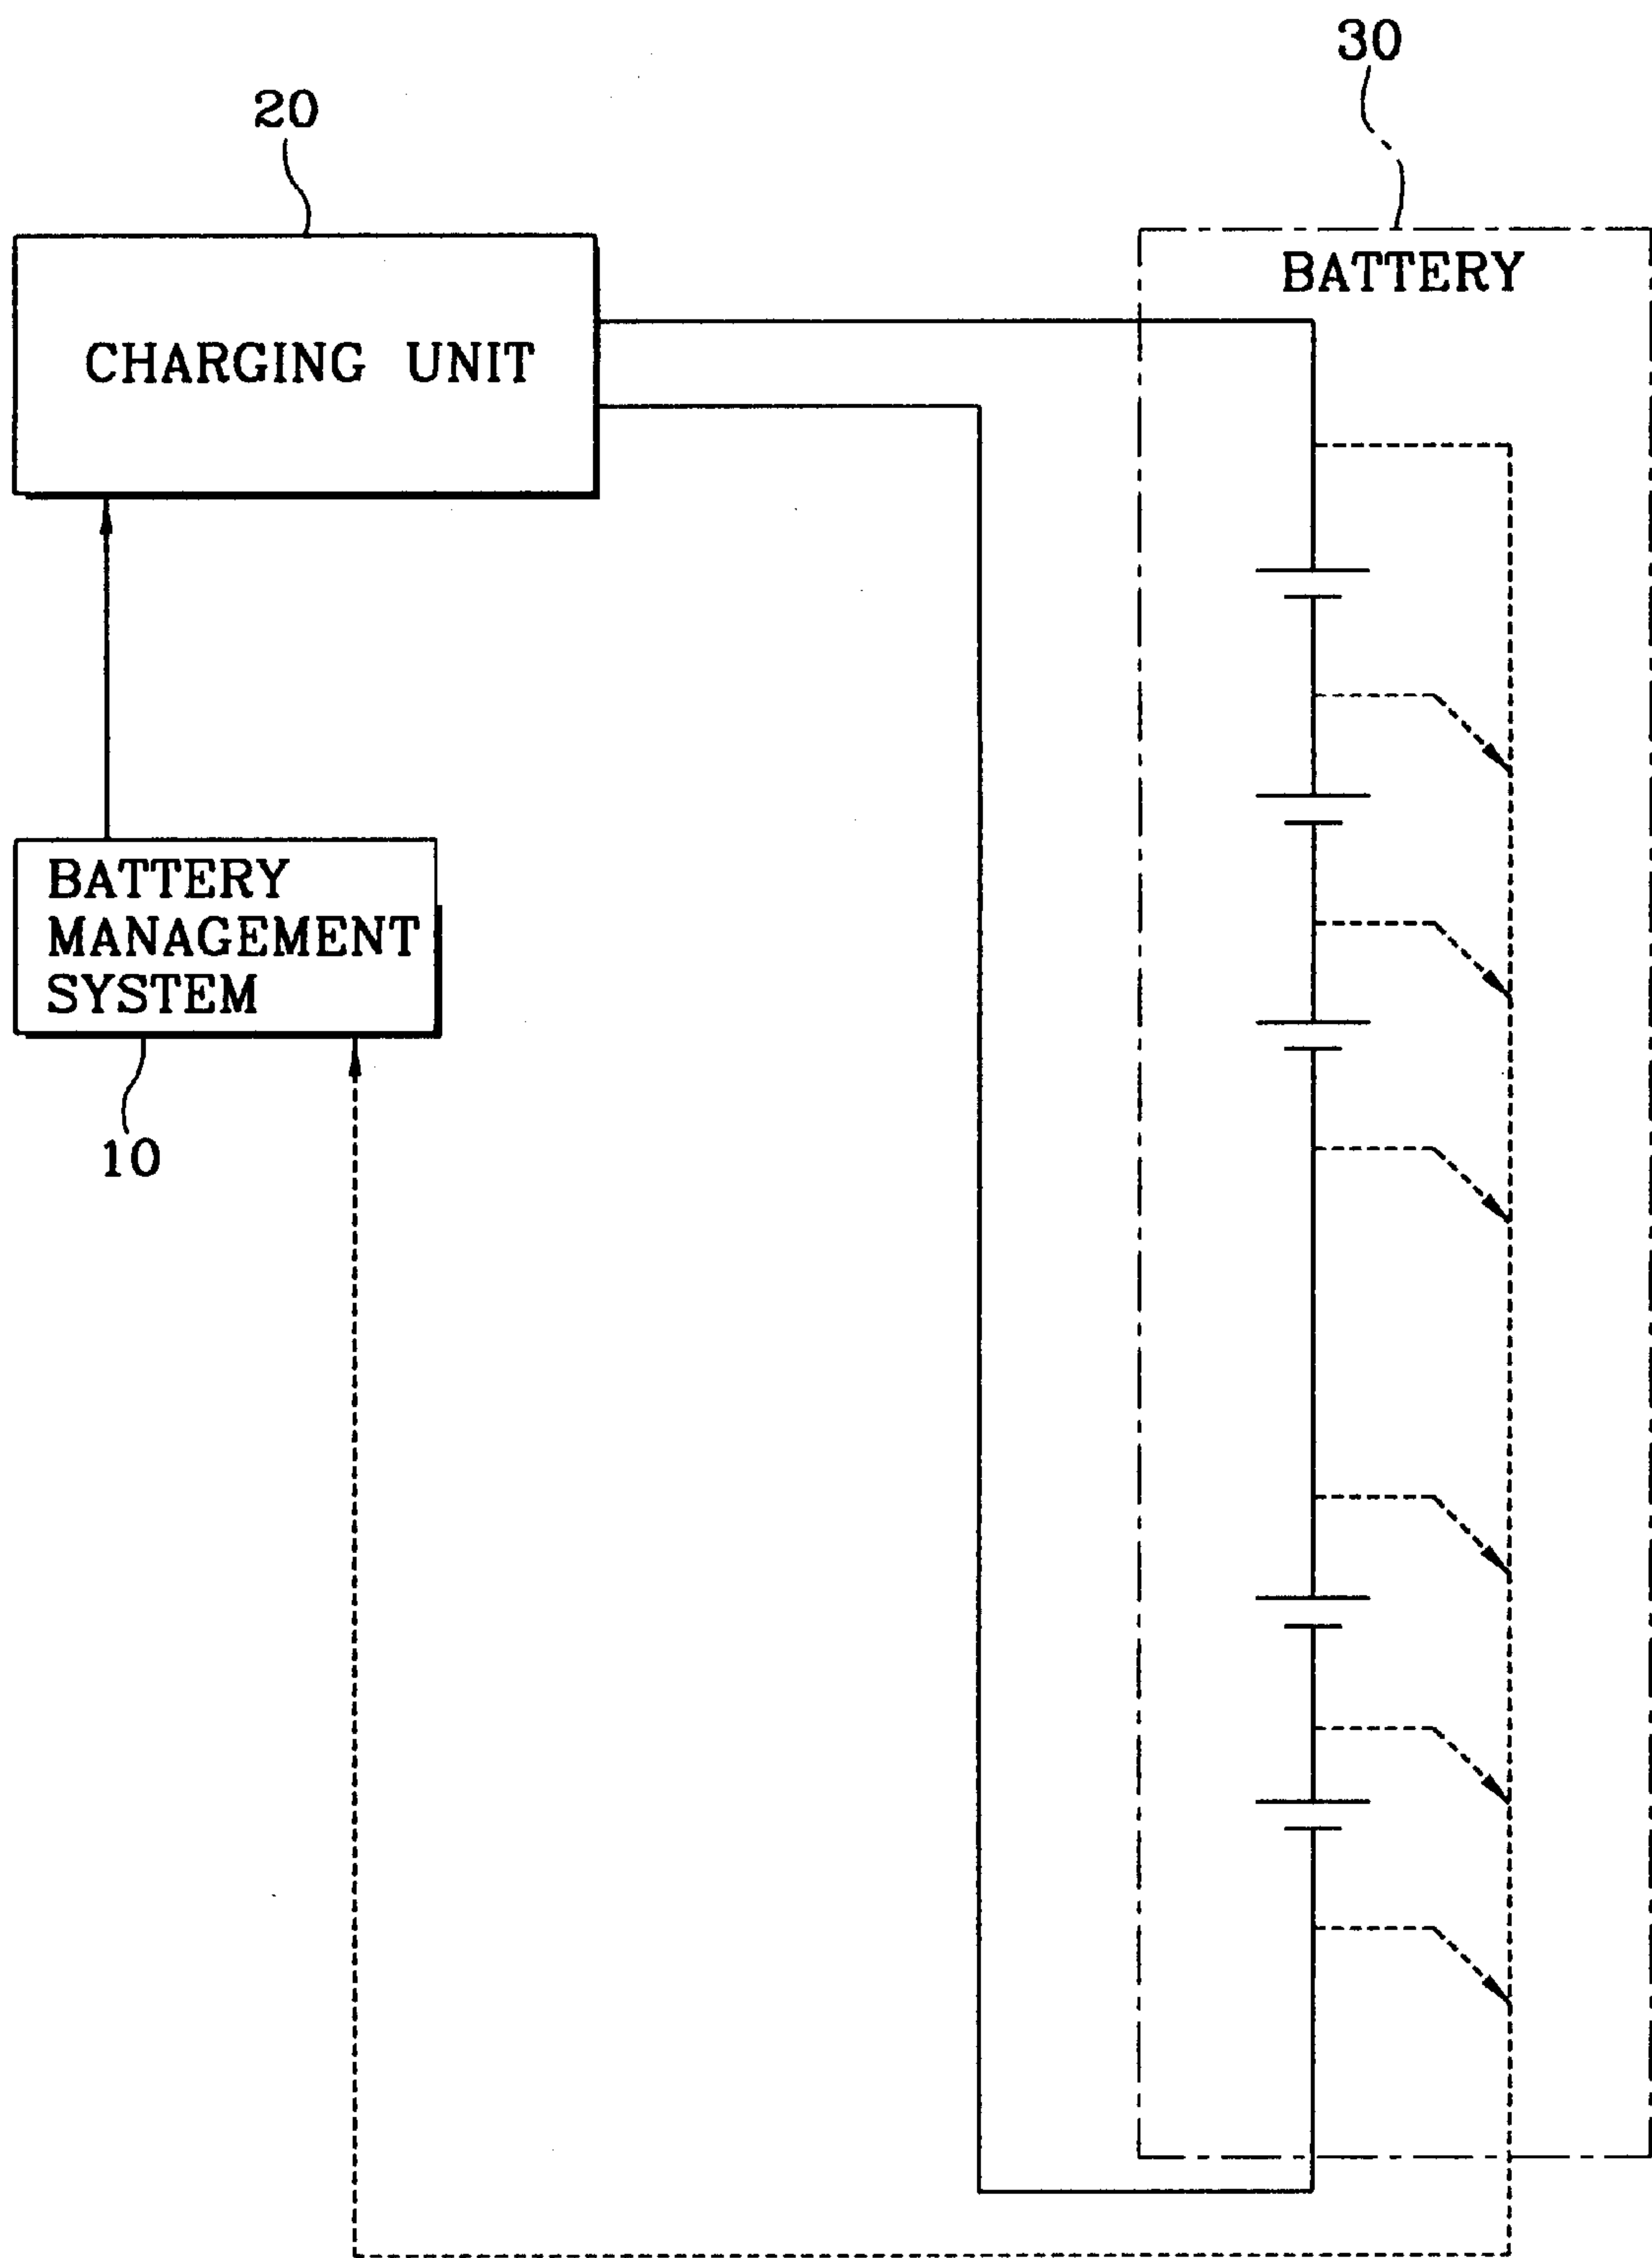 30
20
BATTERY
CHARGING UNIT
BATTERY
MANAGEMENT
SYSTEM
10